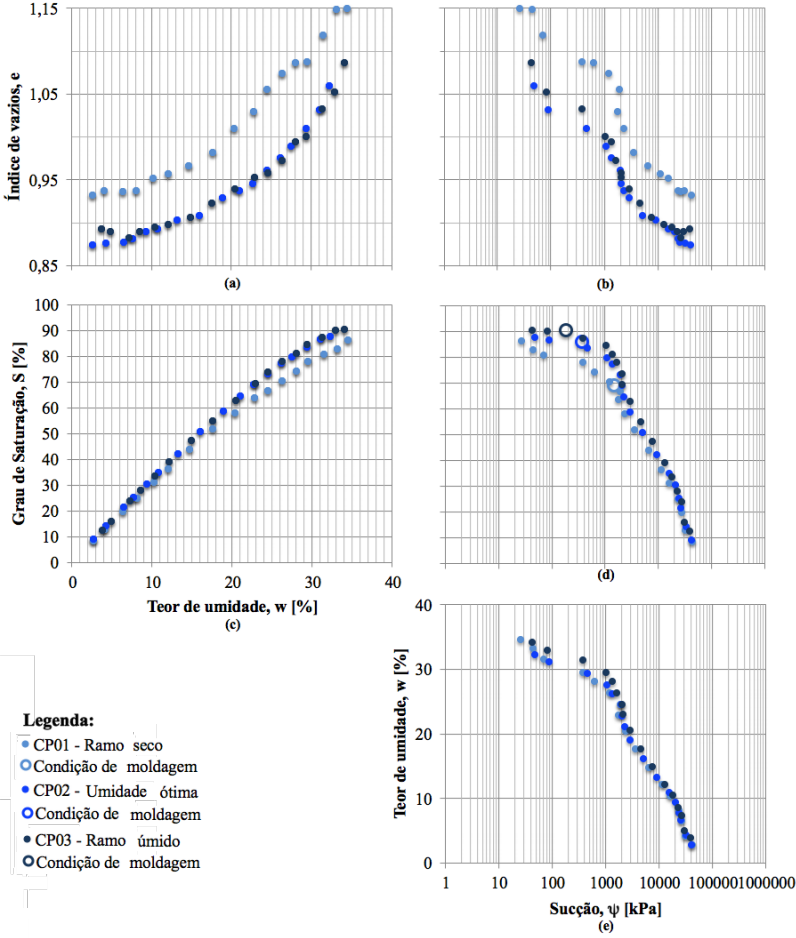 1,15
1,05
0,95
0,85
Índice de vazios, e
(a)
(b)
100
90
80
70
60
50
40
30
20
10
0
Grau de Saturação, S [%]
0 10 20 30 40
Teor de umidade, w [%]
(c)
(d)
40
30
20
10
0
Teor de umidade, w [%]
1 10 100 1000 10000 100000 1000000
Sucção, ψ [kPa]
(e)
Legenda:
CP01 - Ramo seco
Condição de moldagem
CP02 - Umidade ótima
Condição de moldagem
CP03 - Ramo úmido
Condição de moldagem